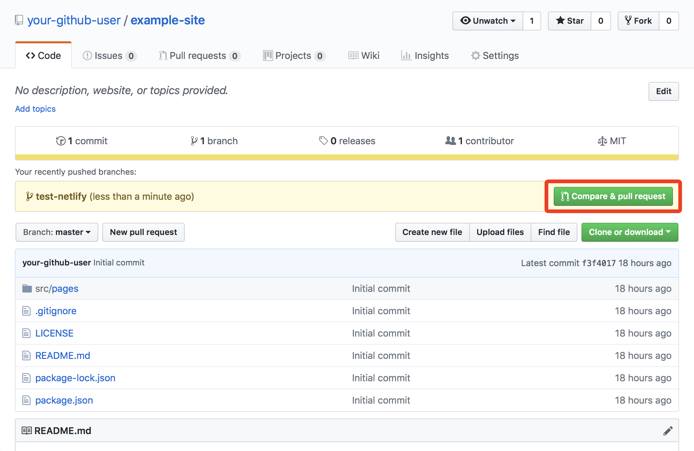 your-github-user / example-site
Unwatch 1 Star 0 Fork 0
Code Issues 0 Pull requests 0 Projects 0 Wiki Insights Settings
No description, website, or topics provided. Edit
Add topics
1 commit 1 branch 0 releases 1 contributor MIT
Your recently pushed branches:
test-netlify (less than a minute ago) Compare & pull request
Branch: master New pull request Create new file Upload files Find file Clone or download
your-github-user Initial commit Latest commit f3f4017 18 hours ago
src/pages Initial commit 18 hours ago
.gitignore Initial commit 18 hours ago
LICENSE Initial commit 18 hours ago
README.md Initial commit 18 hours ago
package-lock.json Initial commit 18 hours ago
package.json Initial commit 18 hours ago
README.md